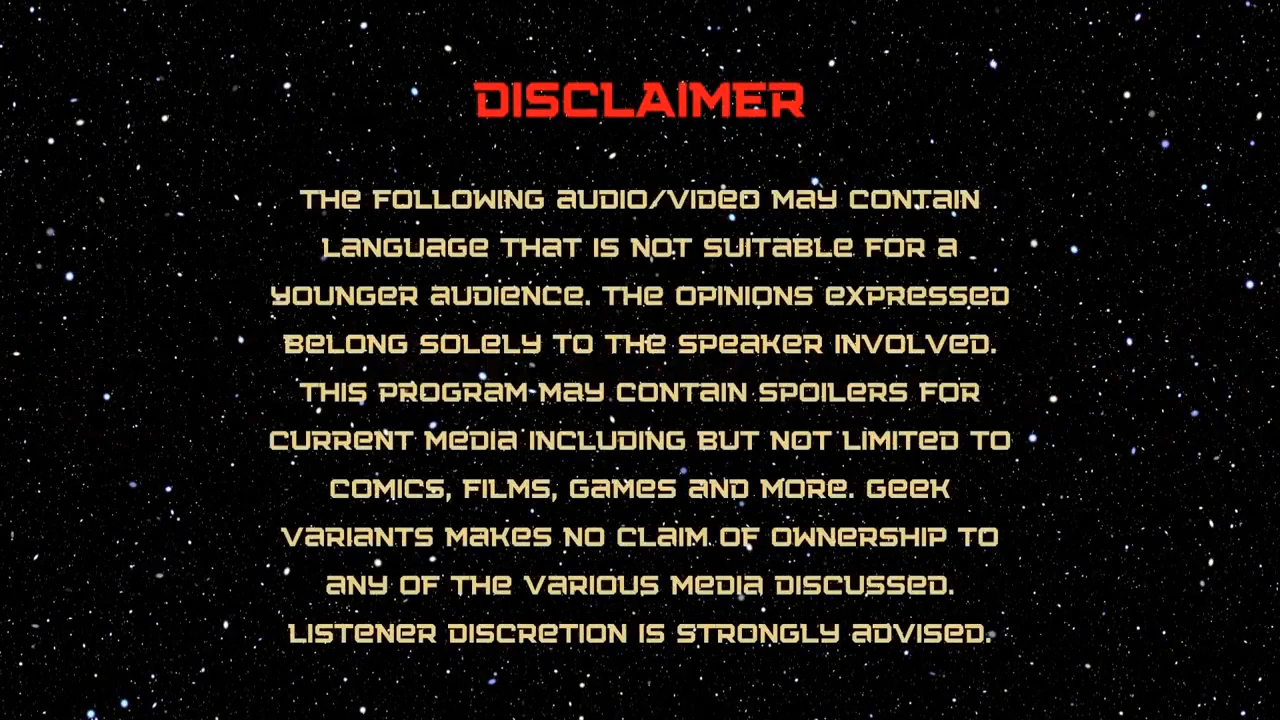 DISCLAIMER
THE FOLLOWING AUDIO/VIDEO MAY CONTAIN
LANGUAGE THAT IS NOT SUITABLE FOR A
YOUNGER AUDIENCE. THE OPINIONS EXPRESSED
BELONG SOLELY TO THE SPEAKER INVOLVED.
THIS PROGRAM MAY CONTAIN SPOILERS FOR
CURRENT MEDIA INCLUDING BUT NOT LIMITED TO
COMICS, FILMS, GAMES AND MORE. GEEK
VARIANTS MAKES NO CLAIM OF OWNERSHIP TO
ANY OF THE VARIOUS MEDIA DISCUSSED.
LISTENER DISCRETION IS STRONGLY ADVISED.